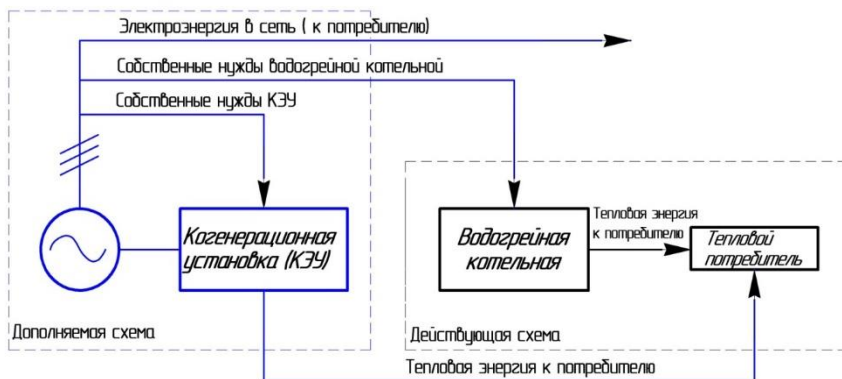 Электроэнергия в сеть ( к потребителю)
Собственные нужды водогрейной котельной
Собственные нужды КЭУ
Когенерационная
установка (КЭУ)
Дополняемая схема
Водогрейная
котельная
Тепловая энергия
к потребителю
Тепловой
потребитель
Действующая схема
Тепловая энергия к потребителю